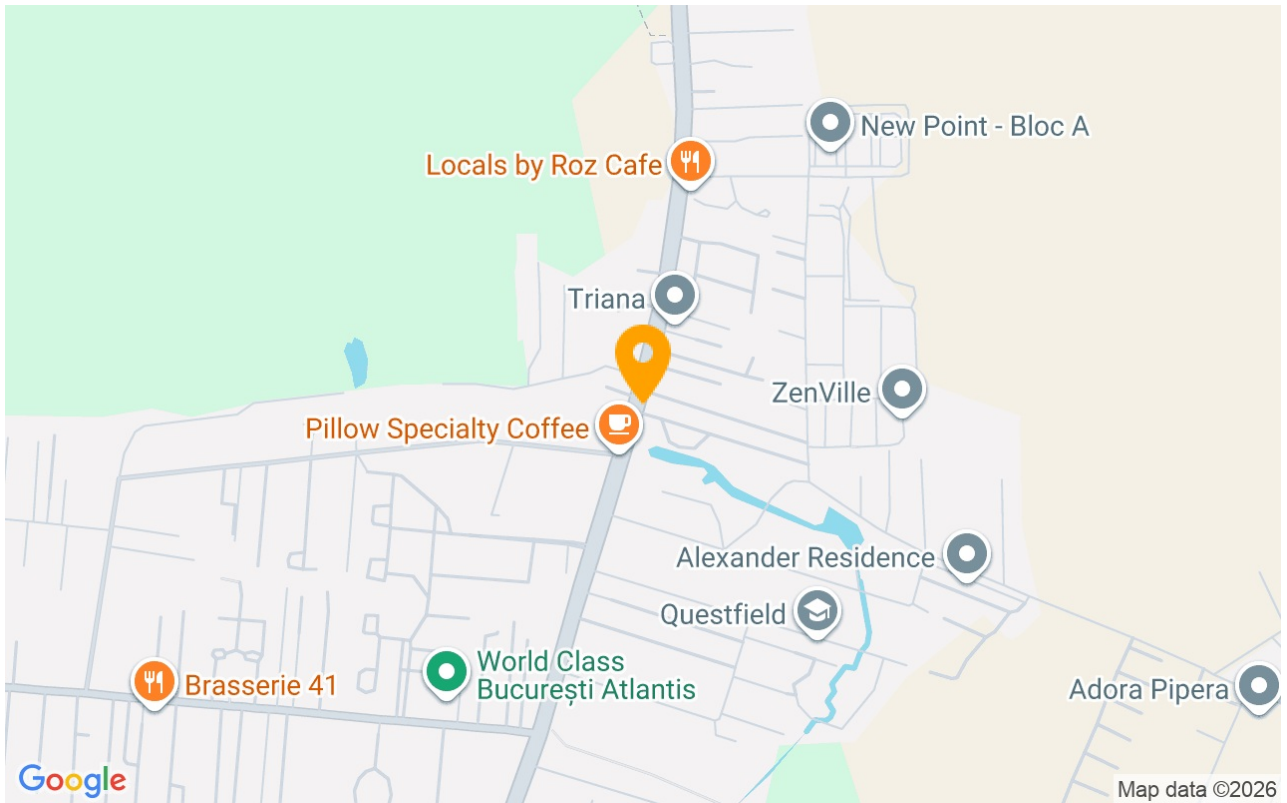 New Point - Bloc A
Locals by Roz Cafe
Triana
ZenVille
Pillow Specialty Coffee
Alexander Residence
Questfield
World Class
București Atlantis
Brasserie 41
Adora Pipera
Google
Map data ©2026